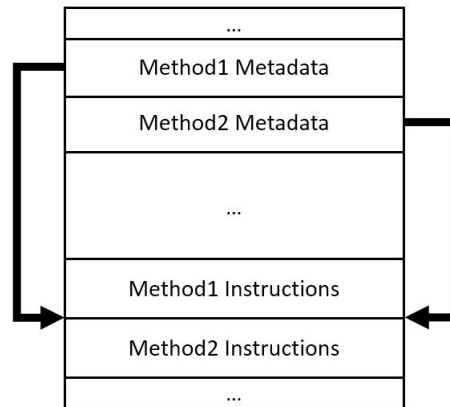 ...
Method1 Metadata
Method2 Metadata
...
Method1 Instructions
Method2 Instructions
...